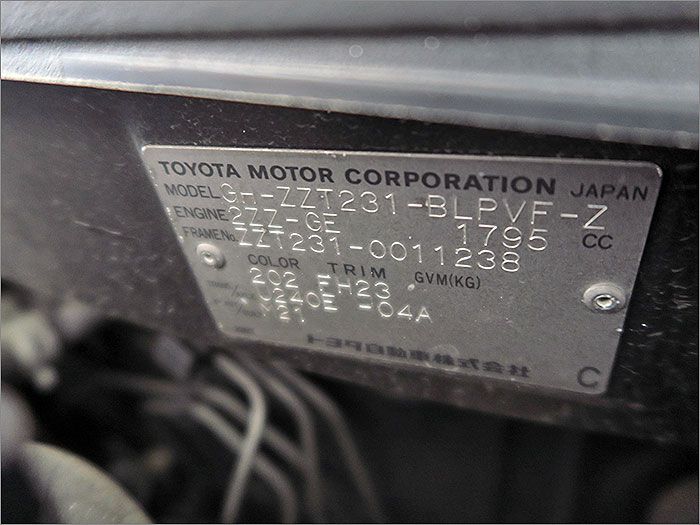 TOYOTA MOTOR CORPORATION JAPAN
MODEL GH-ZZT231-BLPVF-Z
ENGINE 2ZZ-GE 1795 CC
FRAME No. ZZT231-0011238
COLOR TRIM GVM(KG)
202 FH23
U240E -04A
Y21
トヨタ自動車株式会社 C